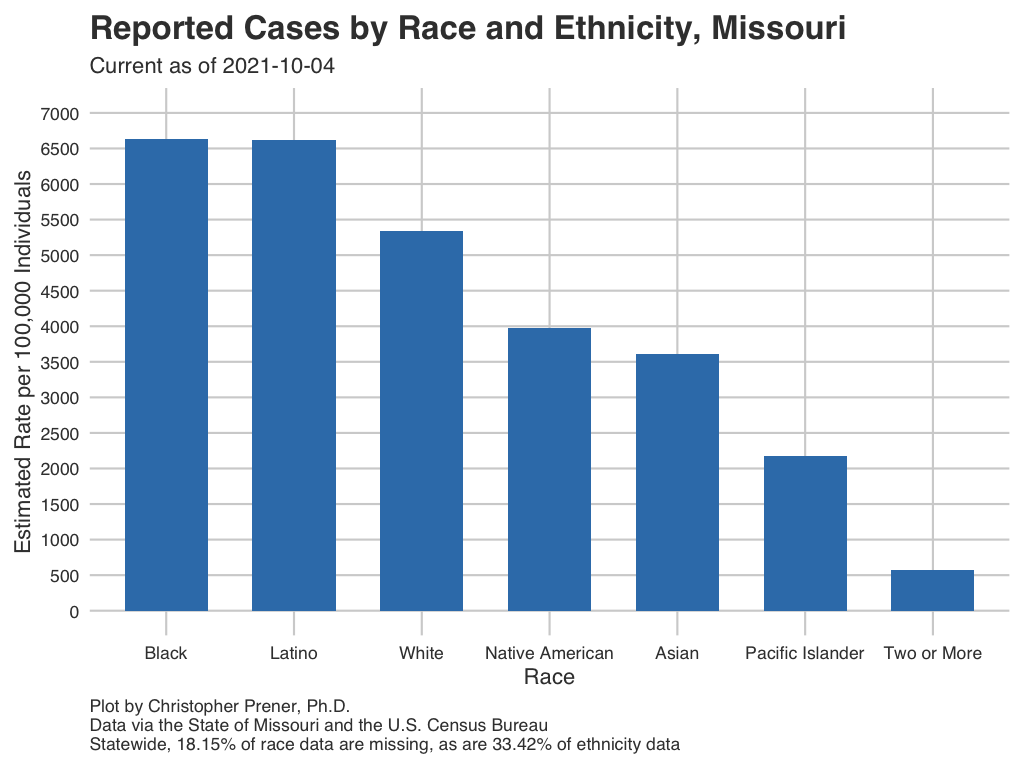 Reported Cases by Race and Ethnicity, Missouri
Current as of 2021-10-04
Estimated Rate per 100,000 Individuals
7000
6500
6000
5500
5000
4500
4000
3500
3000
2500
2000
1500
1000
500
0
Black Latino White Native American Asian Pacific Islander Two or More
Race
Plot by Christopher Prener, Ph.D.
Data via the State of Missouri and the U.S. Census Bureau
Statewide, 18.15% of race data are missing, as are 33.42% of ethnicity data